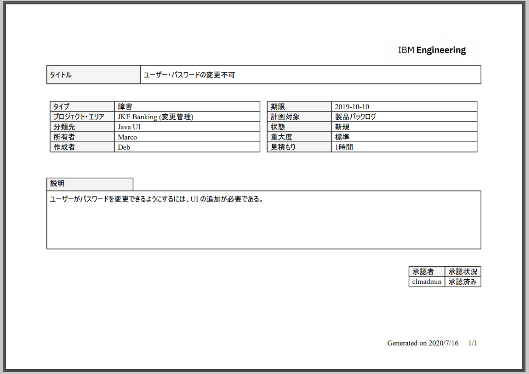 IBM Engineering
タイトル ユーザー・パスワードの変更不可
タイプ 障害 期限 2019-10-10
プロジェクト・エリア JKE Banking (変更管理) 計画対象 製品バックログ
分類先 Java UI 状態 新規
所有者 Marco 重大度 標準
作成者 Deb 見積もり 1時間
説明
ユーザーがパスワードを変更できるようにするには、UI の追加が必要である。
承認者 承認状況
clmadmin 承認済み
Generated on 2020/7/16 1/1